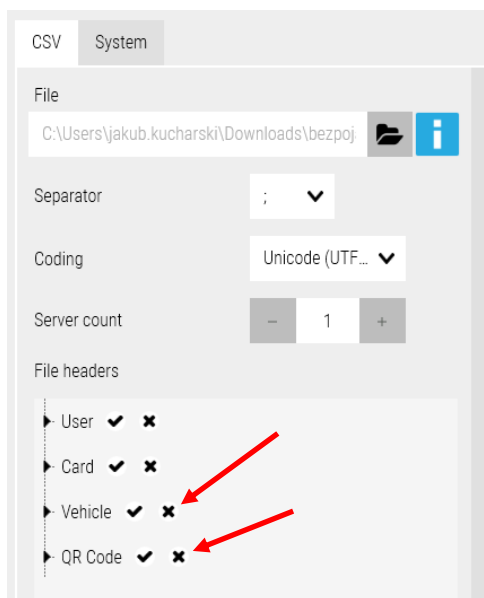 CSV System
File
C:\Users\jakub.kucharski\Downloads\bezpoj
Separator ;
Coding Unicode (UTF...
Server count - 1 +
File headers
User
Card
Vehicle
QR Code